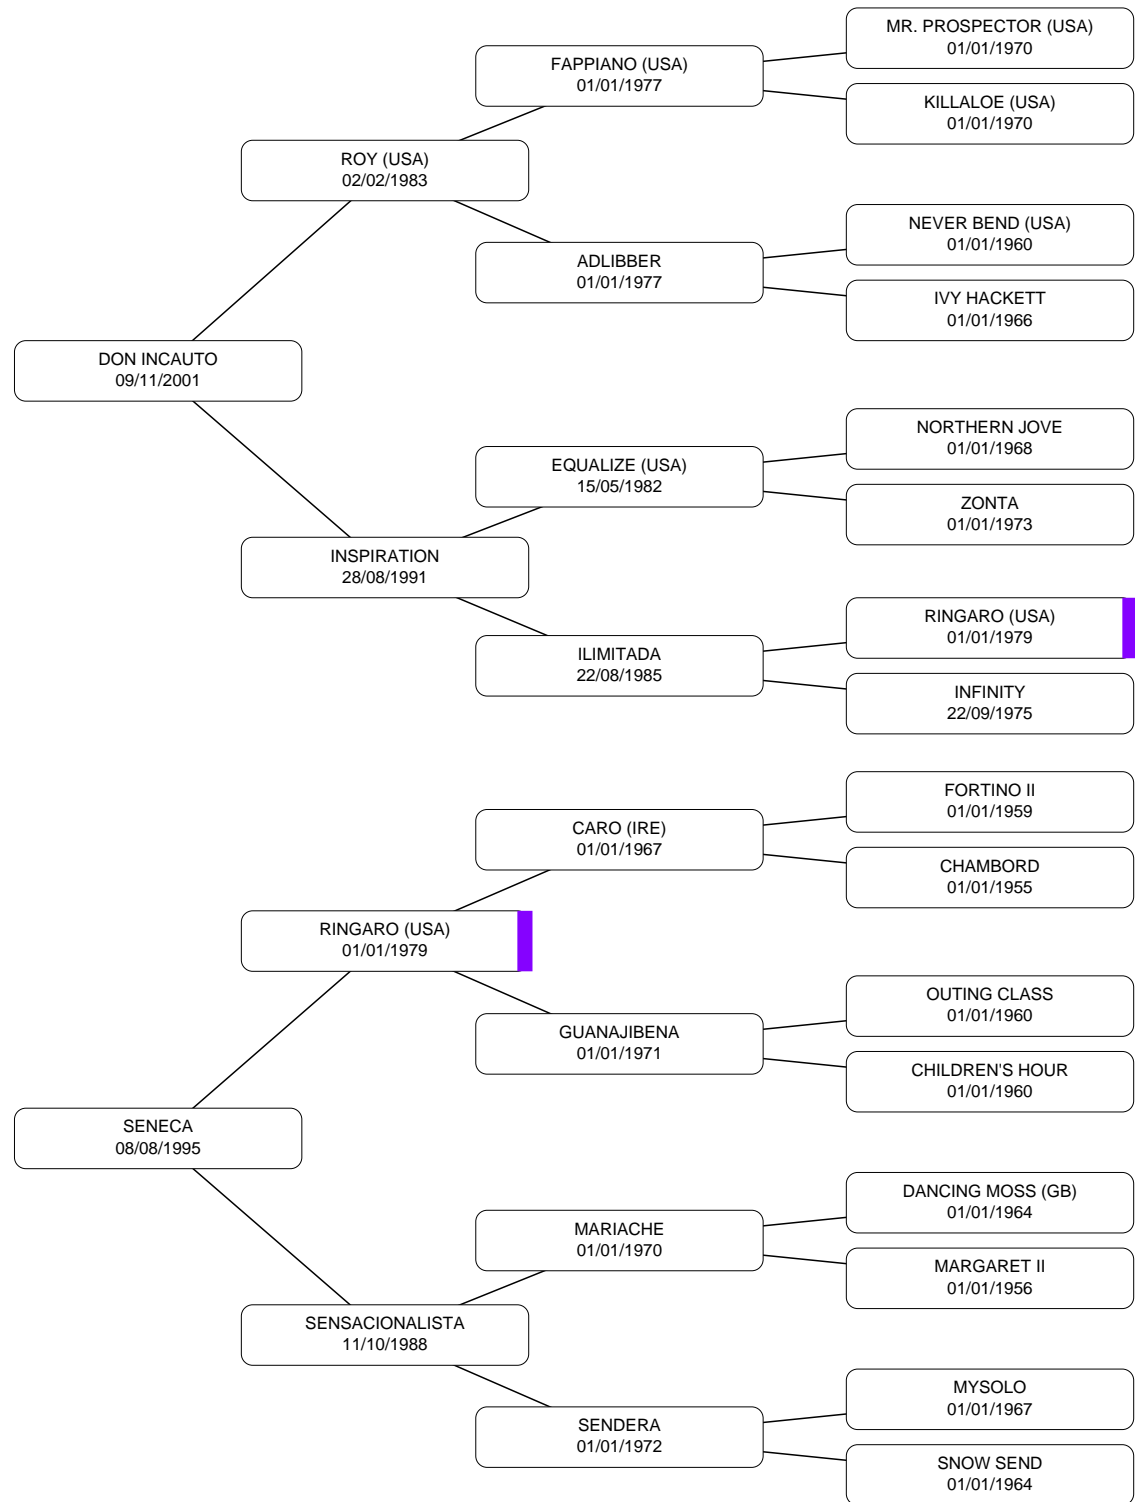 MR. PROSPECTOR (USA)
01/01/1970
FAPPIANO (USA)
01/01/1977
KILLALOE (USA)
01/01/1970
ROY (USA)
02/02/1983
NEVER BEND (USA)
01/01/1960
ADLIBBER
01/01/1977
IVY HACKETT
01/01/1966
DON INCAUTO
09/11/2001
NORTHERN JOVE
01/01/1968
EQUALIZE (USA)
15/05/1982
ZONTA
01/01/1973
INSPIRATION
28/08/1991
RINGARO (USA)
01/01/1979
ILIMITADA
22/08/1985
INFINITY
22/09/1975
FORTINO II
01/01/1959
CARO (IRE)
01/01/1967
CHAMBORD
01/01/1955
RINGARO (USA)
01/01/1979
OUTING CLASS
01/01/1960
GUANAJIBENA
01/01/1971
CHILDREN'S HOUR
01/01/1960
SENECA
08/08/1995
DANCING MOSS (GB)
01/01/1964
MARIACHE
01/01/1970
MARGARET II
01/01/1956
SENSACIONALISTA
11/10/1988
MYSOLO
01/01/1967
SENDERA
01/01/1972
SNOW SEND
01/01/1964